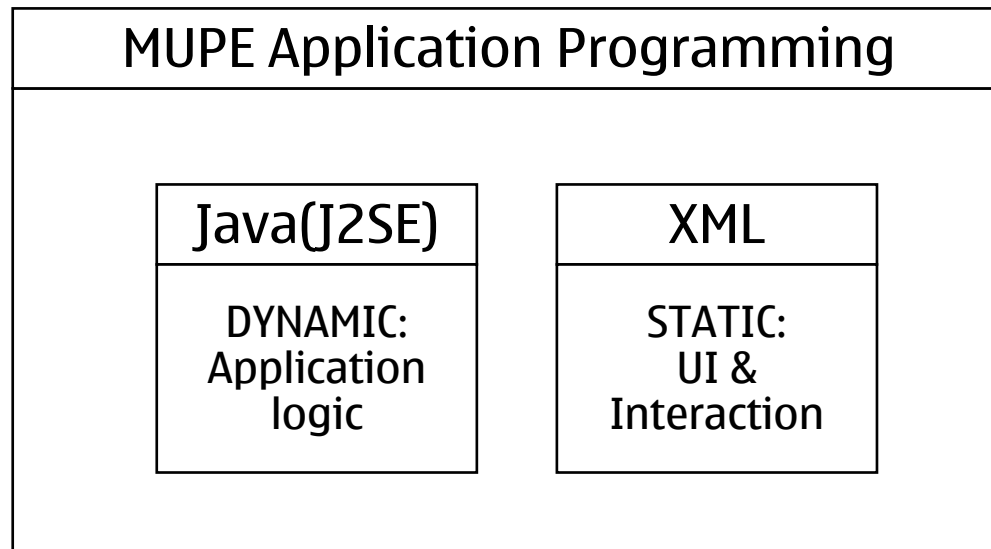 MUPE Application Programming
Java(J2SE)
DYNAMIC:
Application
logic
XML
STATIC:
UI &
Interaction